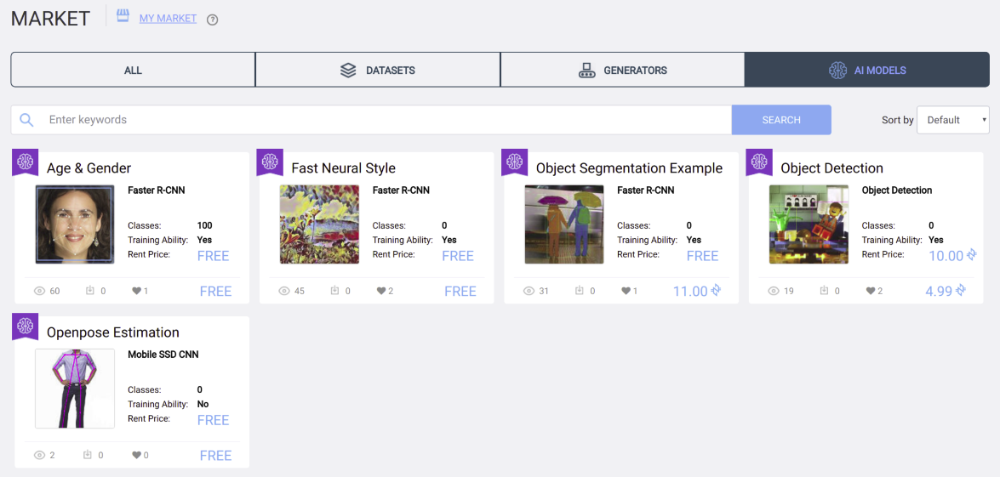 MARKET
MY MARKET ?
ALL
DATASETS
GENERATORS
AI MODELS
Enter keywords
SEARCH
Sort by
Default
Age & Gender
Faster R-CNN
Classes: 100
Training Ability: Yes
Rent Price: FREE
60 0 1 FREE
Fast Neural Style
Faster R-CNN
Classes: 0
Training Ability: Yes
Rent Price: FREE
45 0 2 FREE
Object Segmentation Example
Faster R-CNN
Classes: 0
Training Ability: Yes
Rent Price: FREE
31 0 1 11.00
Object Detection
Object Detection
Classes: 0
Training Ability: Yes
Rent Price: 10.00
19 0 2 4.99
Openpose Estimation
Mobile SSD CNN
Classes: 0
Training Ability: No
Rent Price: FREE
2 0 0 FREE